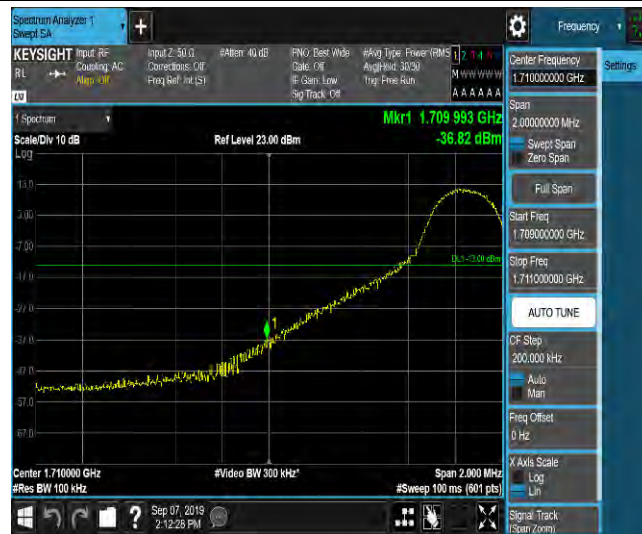 Spectrum Analyzer 1
Swept SA
+
Frequency
KEYSIGHT Input: RF Input Z: 50 Ω #Atten: 40 dB PNO: Best Wide #Avg Type: Power (RMS 1 2 3 4 5
RL Coupling: AC Corrections: Off Gate: Off Avg|Hold: 30/30 M W W W W W
Align: Off Freq Ref: Int (S) IF Gain: Low Trig: Free Run
Sig Track: Off A A A A A A
1 Spectrum
Mkr1 1.709 993 GHz
Scale/Div 10 dB Ref Level 23.00 dBm -36.82 dBm
Log
13.0
3.00
-7.00
DL1 -13.00 dBm
-17.0
-27.0
1
-37.0
-47.0
-57.0
-67.0
Center 1.710000 GHz #Video BW 300 kHz* Span 2.000 MHz
#Res BW 100 kHz #Sweep 100 ms (601 pts)
Sep 07, 2019
2:12:28 PM
?
Center Frequency
1.710000000 GHz
Settings
Span
2.00000000 MHz
Swept Span
Zero Span
Full Span
Start Freq
1.709000000 GHz
Stop Freq
1.711000000 GHz
AUTO TUNE
CF Step
200.000 kHz
Auto
Man
Freq Offset
0 Hz
X Axis Scale
Log
Lin
Signal Track
(Span Zoom)